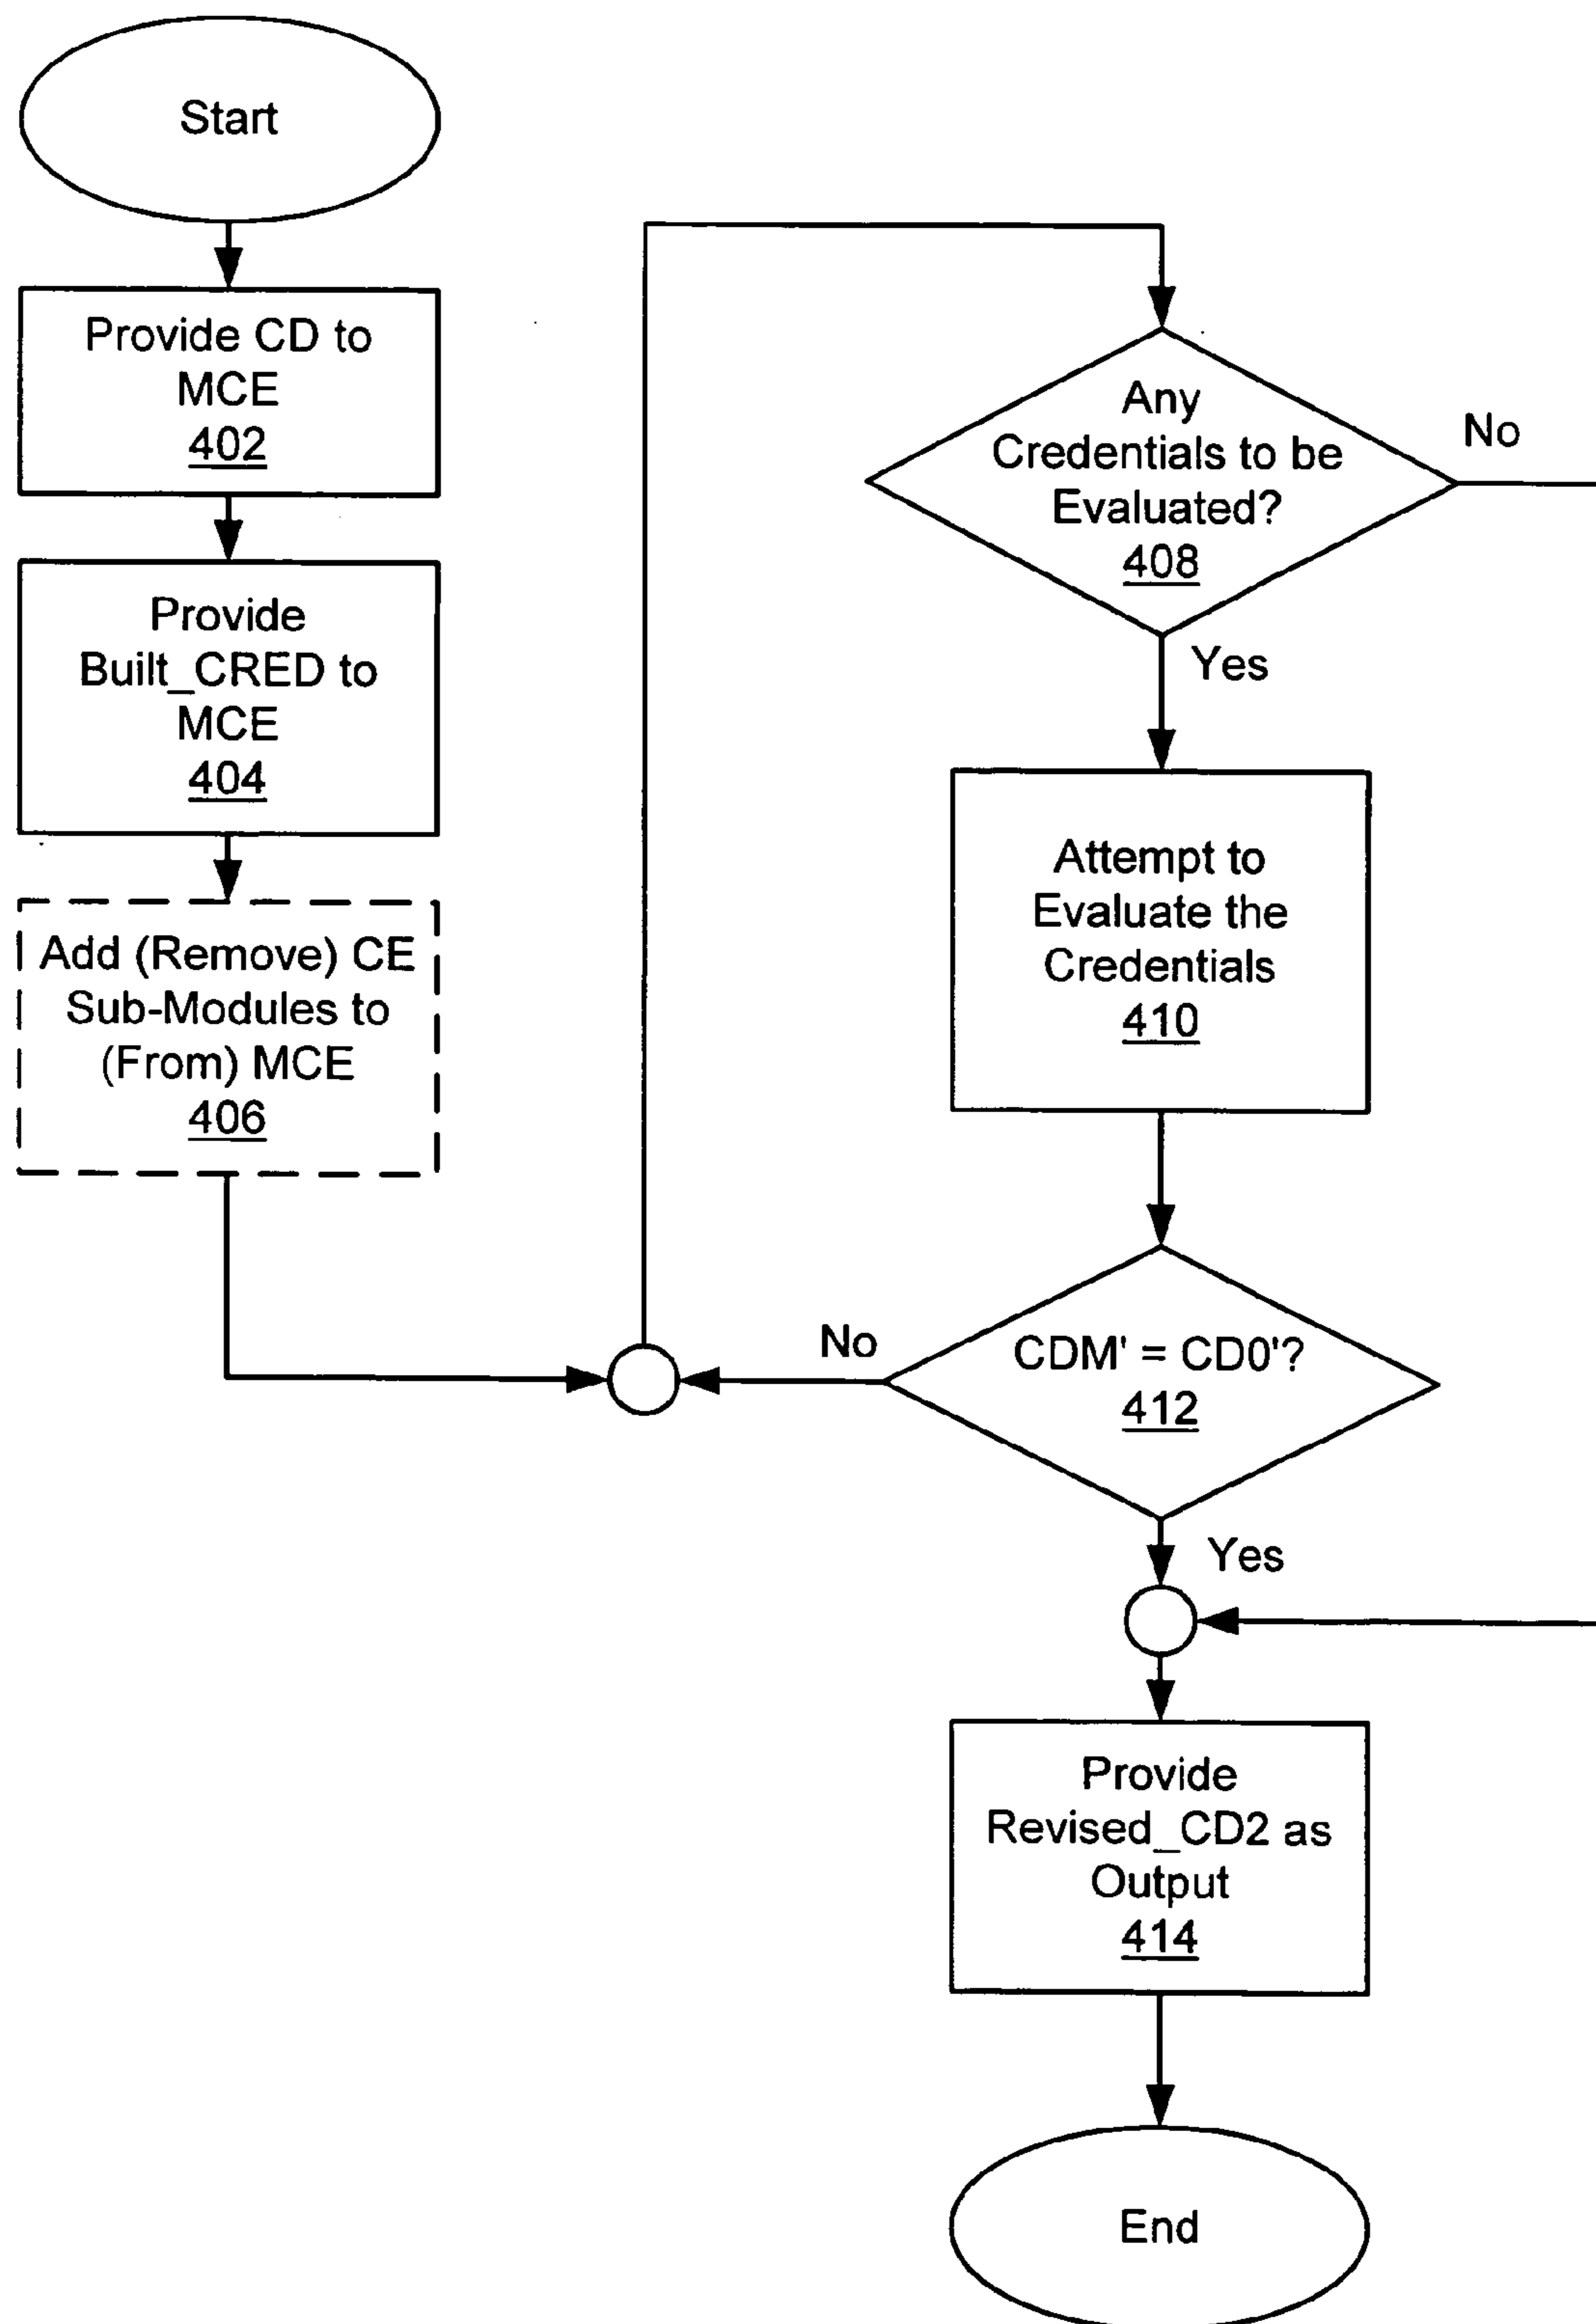 Start
Provide CD to
MCE
402
Provide
Built_CRED to
MCE
404
Add (Remove) CE
Sub-Modules to
(From) MCE
406
Any
Credentials to be
Evaluated?
408
No
Yes
Attempt to
Evaluate the
Credentials
410
CDM' = CD0'?
412
No
Yes
Provide
Revised_CD2 as
Output
414
End